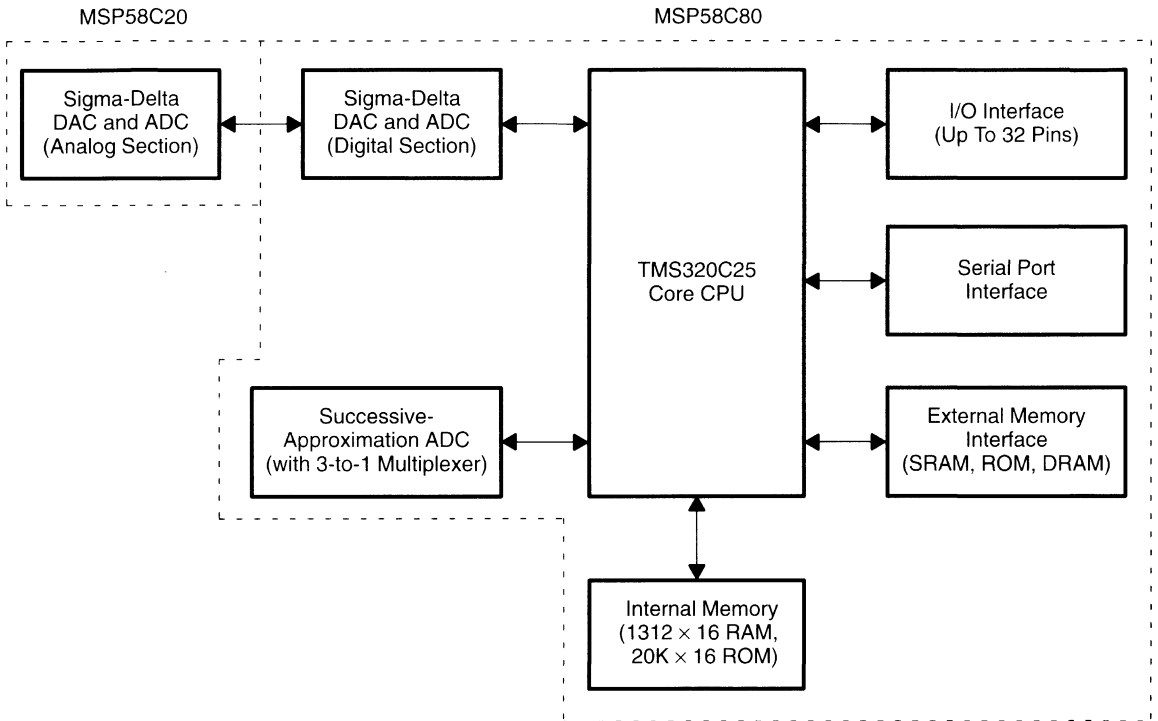 MSP58C20
MSP58C80
Sigma-Delta
DAC and ADC
(Analog Section)
Sigma-Delta
DAC and ADC
(Digital Section)
TMS320C25
Core CPU
I/O Interface
(Up To 32 Pins)
Serial Port
Interface
Successive-
Approximation ADC
(with 3-to-1 Multiplexer)
External Memory
Interface
(SRAM, ROM, DRAM)
Internal Memory
(1312 × 16 RAM,
20K × 16 ROM)